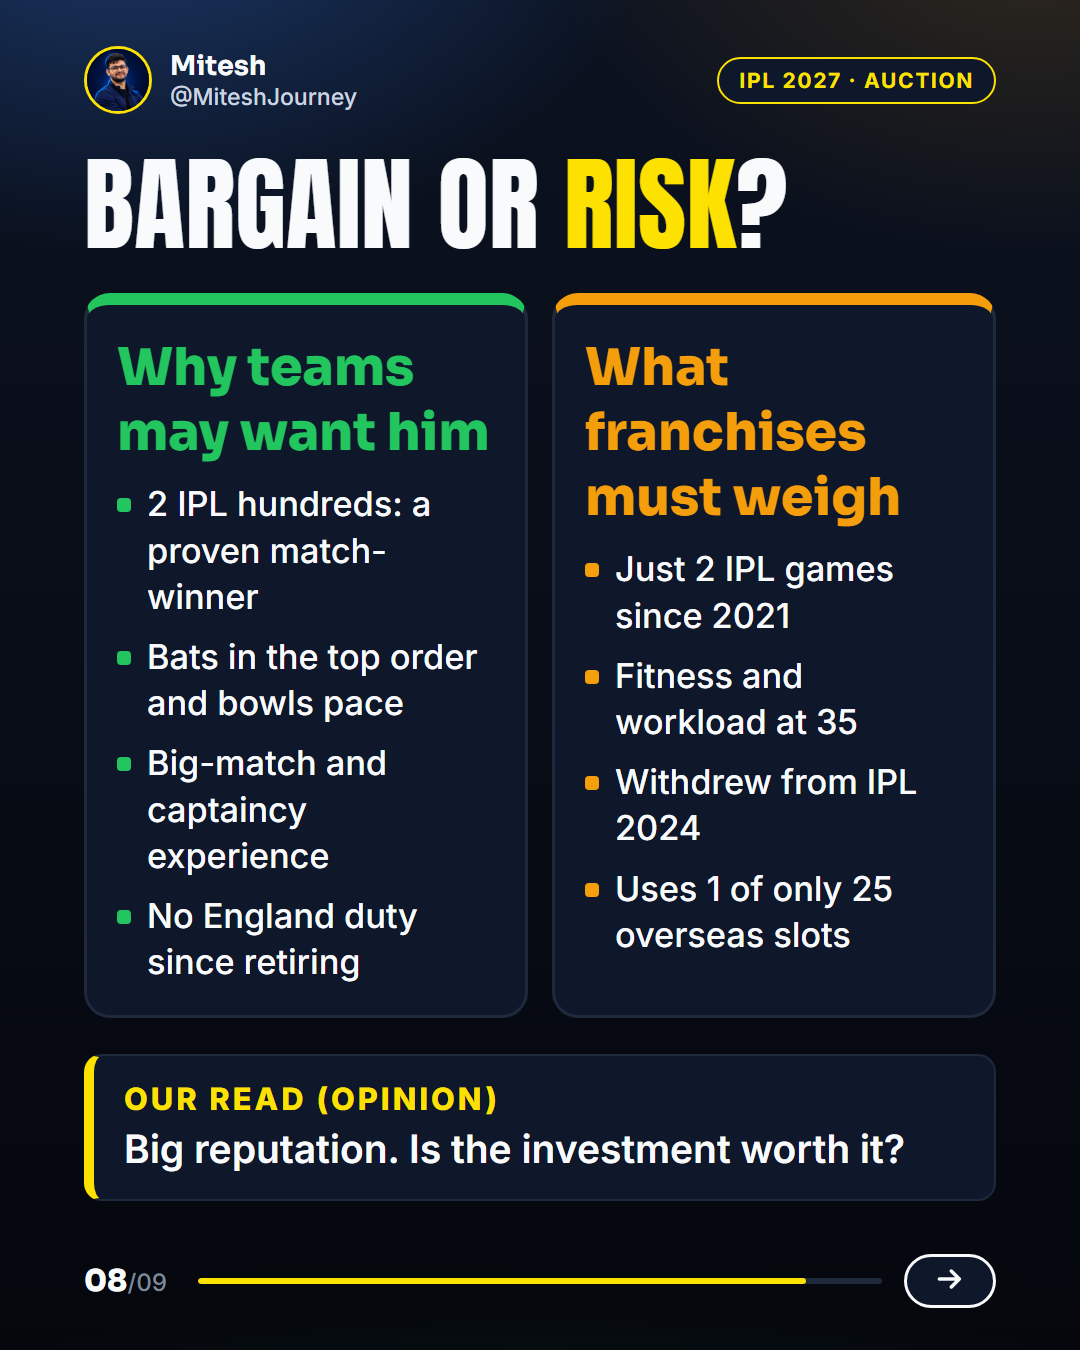 Mitesh
@MiteshJourney
IPL 2027 · AUCTION
BARGAIN OR RISK?
Why teams
may want him
2 IPL hundreds: a
proven match-
winner
Bats in the top order
and bowls pace
Big-match and
captaincy
experience
No England duty
since retiring
What
franchises
must weigh
Just 2 IPL games
since 2021
Fitness and
workload at 35
Withdrew from IPL
2024
Uses 1 of only 25
overseas slots
OUR READ (OPINION)
Big reputation. Is the investment worth it?
08/09